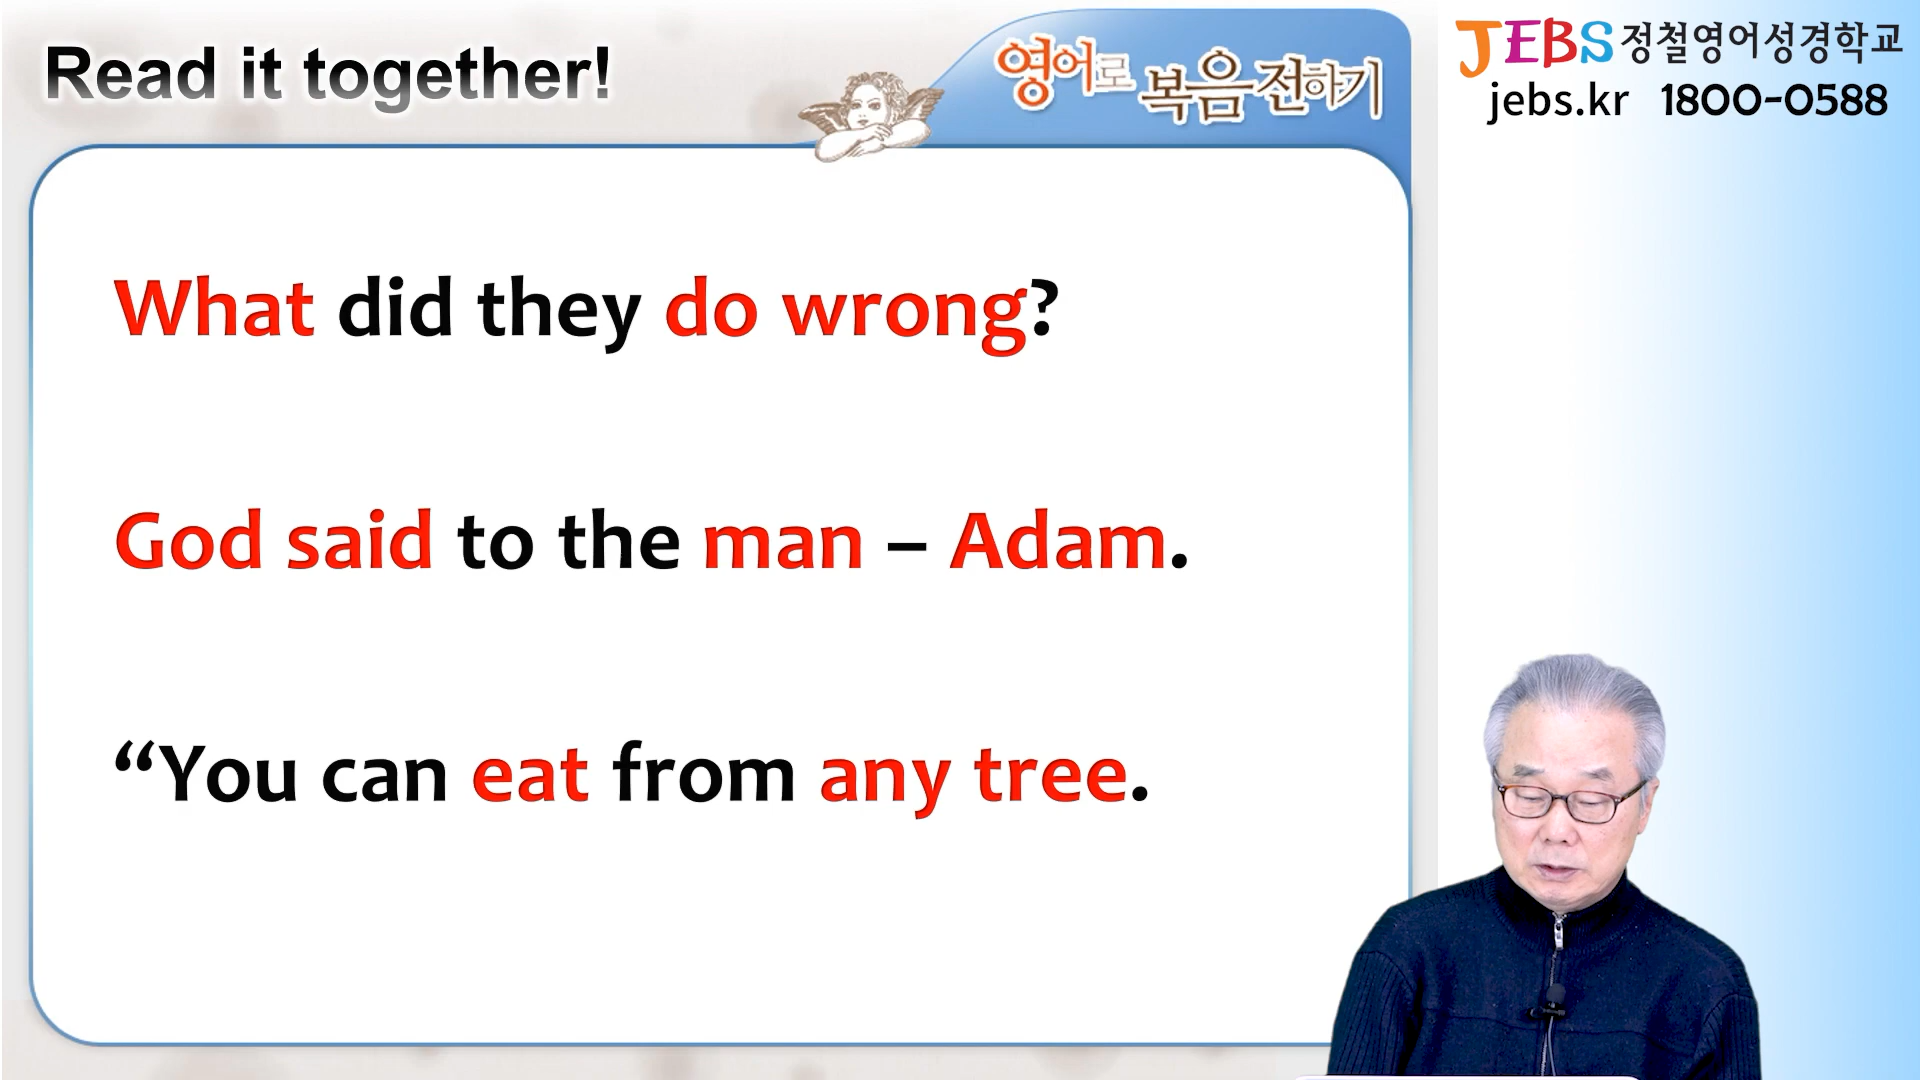 Read it together!
영어로 복음전하기
JEBS 정철영어성경학교
jebs.kr 1800-0588
What did they do wrong?
God said to the man – Adam.
“You can eat from any tree.